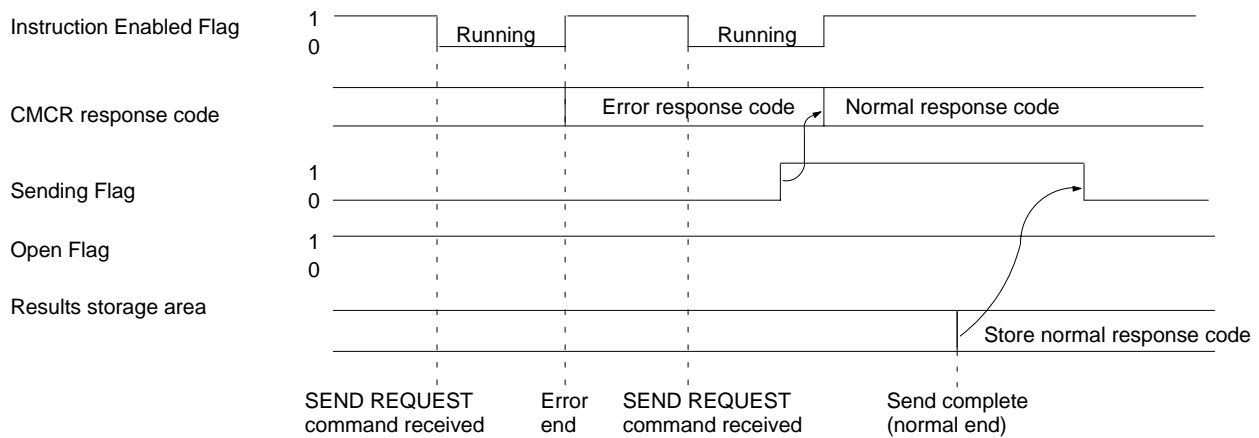 Instruction Enabled Flag
1
0
Running
Running
CMCR response code
Error response code
Normal response code
Sending Flag
1
0
Open Flag
1
0
Results storage area
Store normal response code
SEND REQUEST
command received
Error
end
SEND REQUEST
command received
Send complete
(normal end)